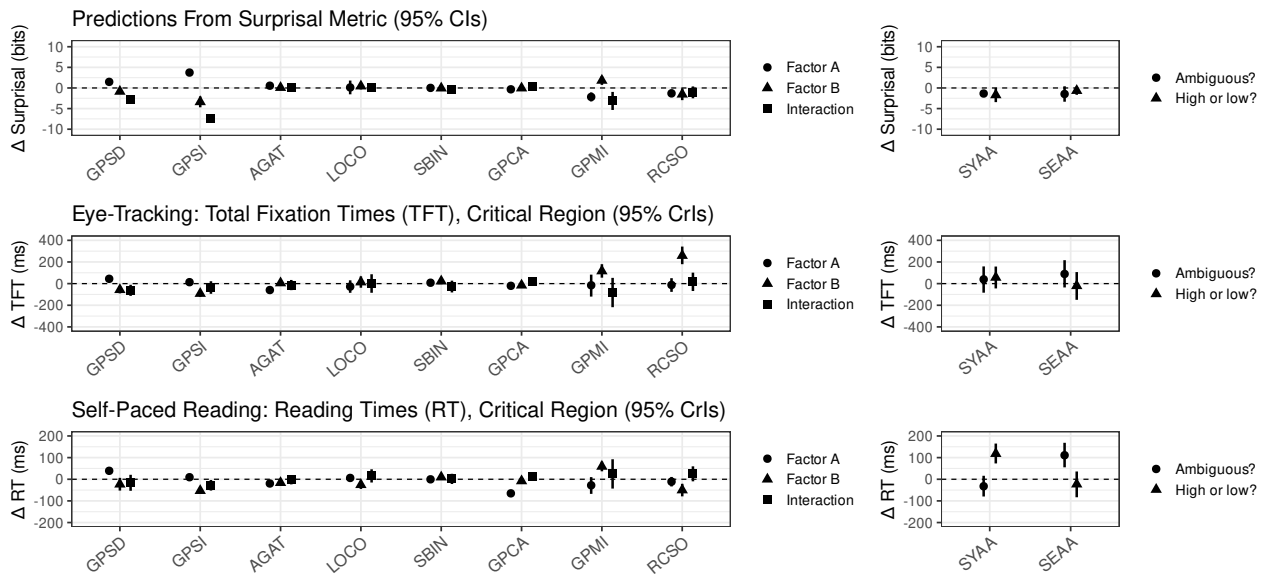 Predictions From Surprisal Metric (95% CIs)
Δ Surprisal (bits)
10
5
0
-5
-10
GPSD
GPSI
AGAT
LOCO
SBIN
GPCA
GPMI
RCSO
Factor A
Factor B
Interaction
Δ Surprisal (bits)
10
5
0
-5
-10
SYAA
SEAA
Ambiguous?
High or low?
Eye-Tracking: Total Fixation Times (TFT), Critical Region (95% CrIs)
Δ TFT (ms)
400
200
0
-200
-400
GPSD
GPSI
AGAT
LOCO
SBIN
GPCA
GPMI
RCSO
Factor A
Factor B
Interaction
Δ TFT (ms)
400
200
0
-200
-400
SYAA
SEAA
Ambiguous?
High or low?
Self-Paced Reading: Reading Times (RT), Critical Region (95% CrIs)
Δ RT (ms)
200
100
0
-100
-200
GPSD
GPSI
AGAT
LOCO
SBIN
GPCA
GPMI
RCSO
Factor A
Factor B
Interaction
Δ RT (ms)
200
100
0
-100
-200
SYAA
SEAA
Ambiguous?
High or low?